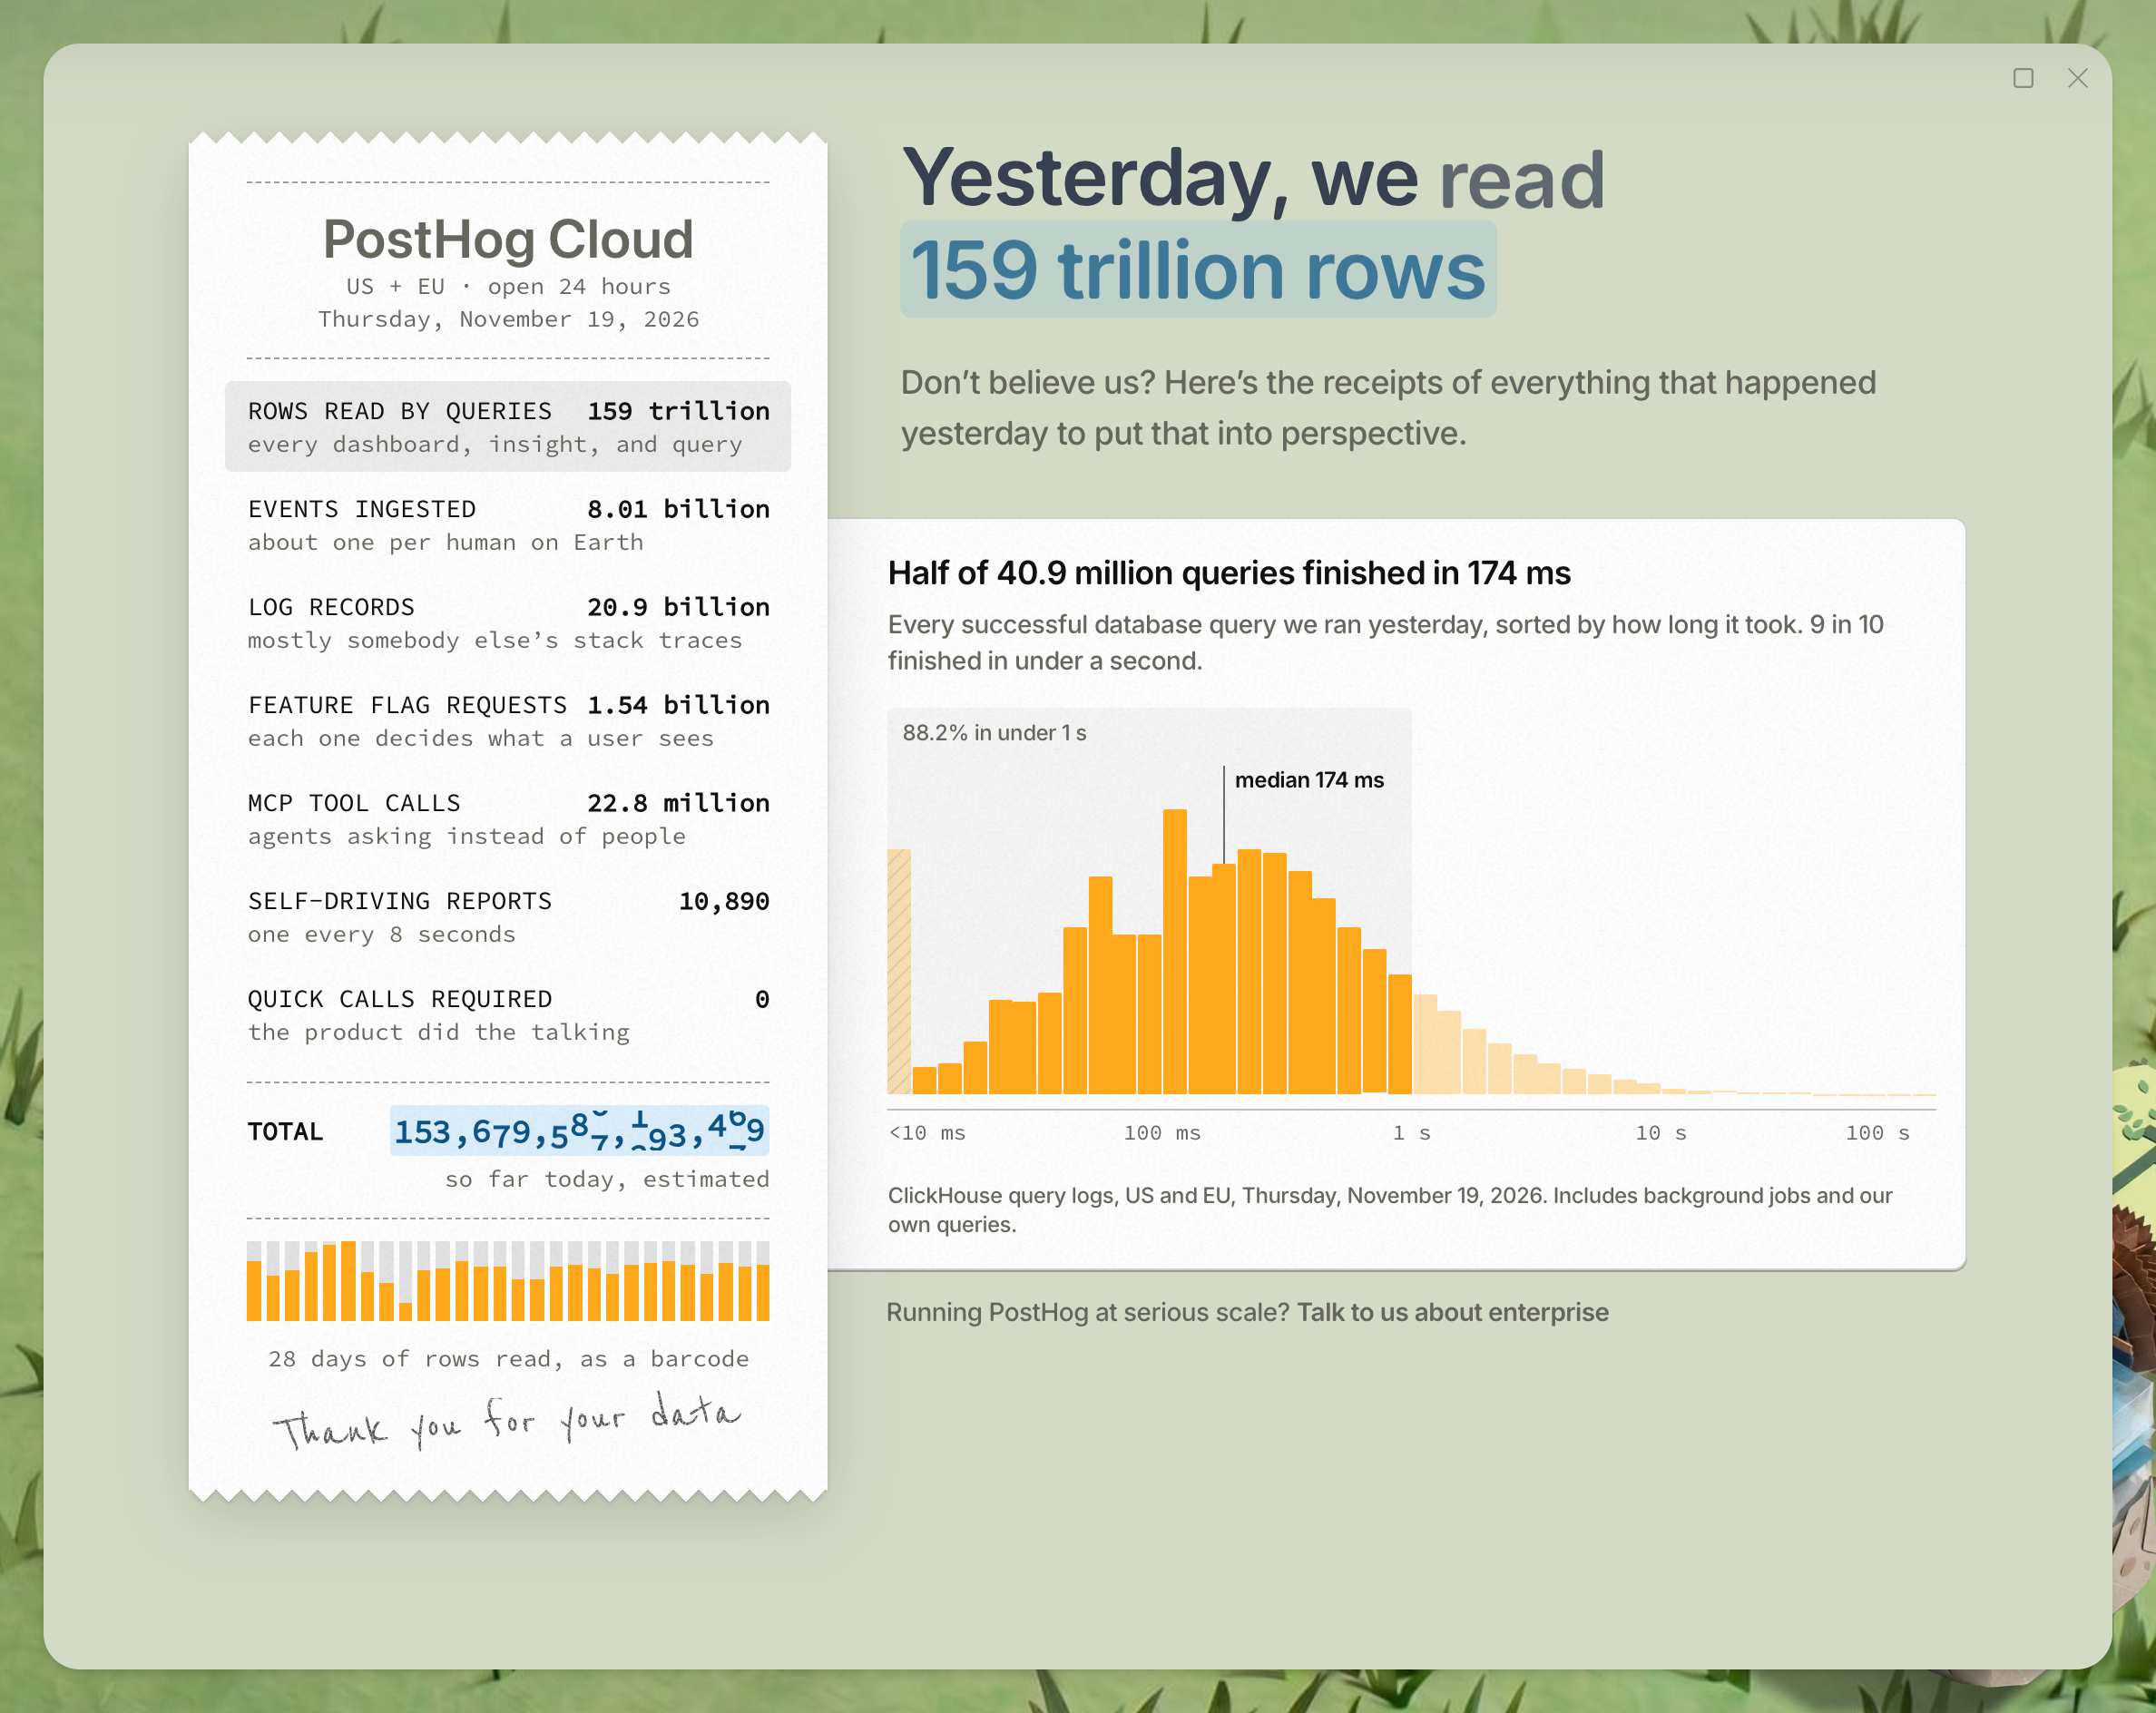 PostHog Cloud
US + EU · open 24 hours
Thursday, November 19, 2026
ROWS READ BY QUERIES 159 trillion
every dashboard, insight, and query
EVENTS INGESTED 8.01 billion
about one per human on Earth
LOG RECORDS 20.9 billion
mostly somebody else’s stack traces
FEATURE FLAG REQUESTS 1.54 billion
each one decides what a user sees
MCP TOOL CALLS 22.8 million
agents asking instead of people
SELF-DRIVING REPORTS 10,890
one every 8 seconds
QUICK CALLS REQUIRED 0
the product did the talking
TOTAL
so far today, estimated
28 days of rows read, as a barcode
Thank you for your data
Yesterday, we read
159 trillion rows
Don’t believe us? Here’s the receipts of everything that happened
yesterday to put that into perspective.
Half of 40.9 million queries finished in 174 ms
Every successful database query we ran yesterday, sorted by how long it took. 9 in 10
finished in under a second.
88.2% in under 1 s
median 174 ms
<10 ms 100 ms 1 s 10 s 100 s
ClickHouse query logs, US and EU, Thursday, November 19, 2026. Includes background jobs and our
own queries.
Running PostHog at serious scale? Talk to us about enterprise